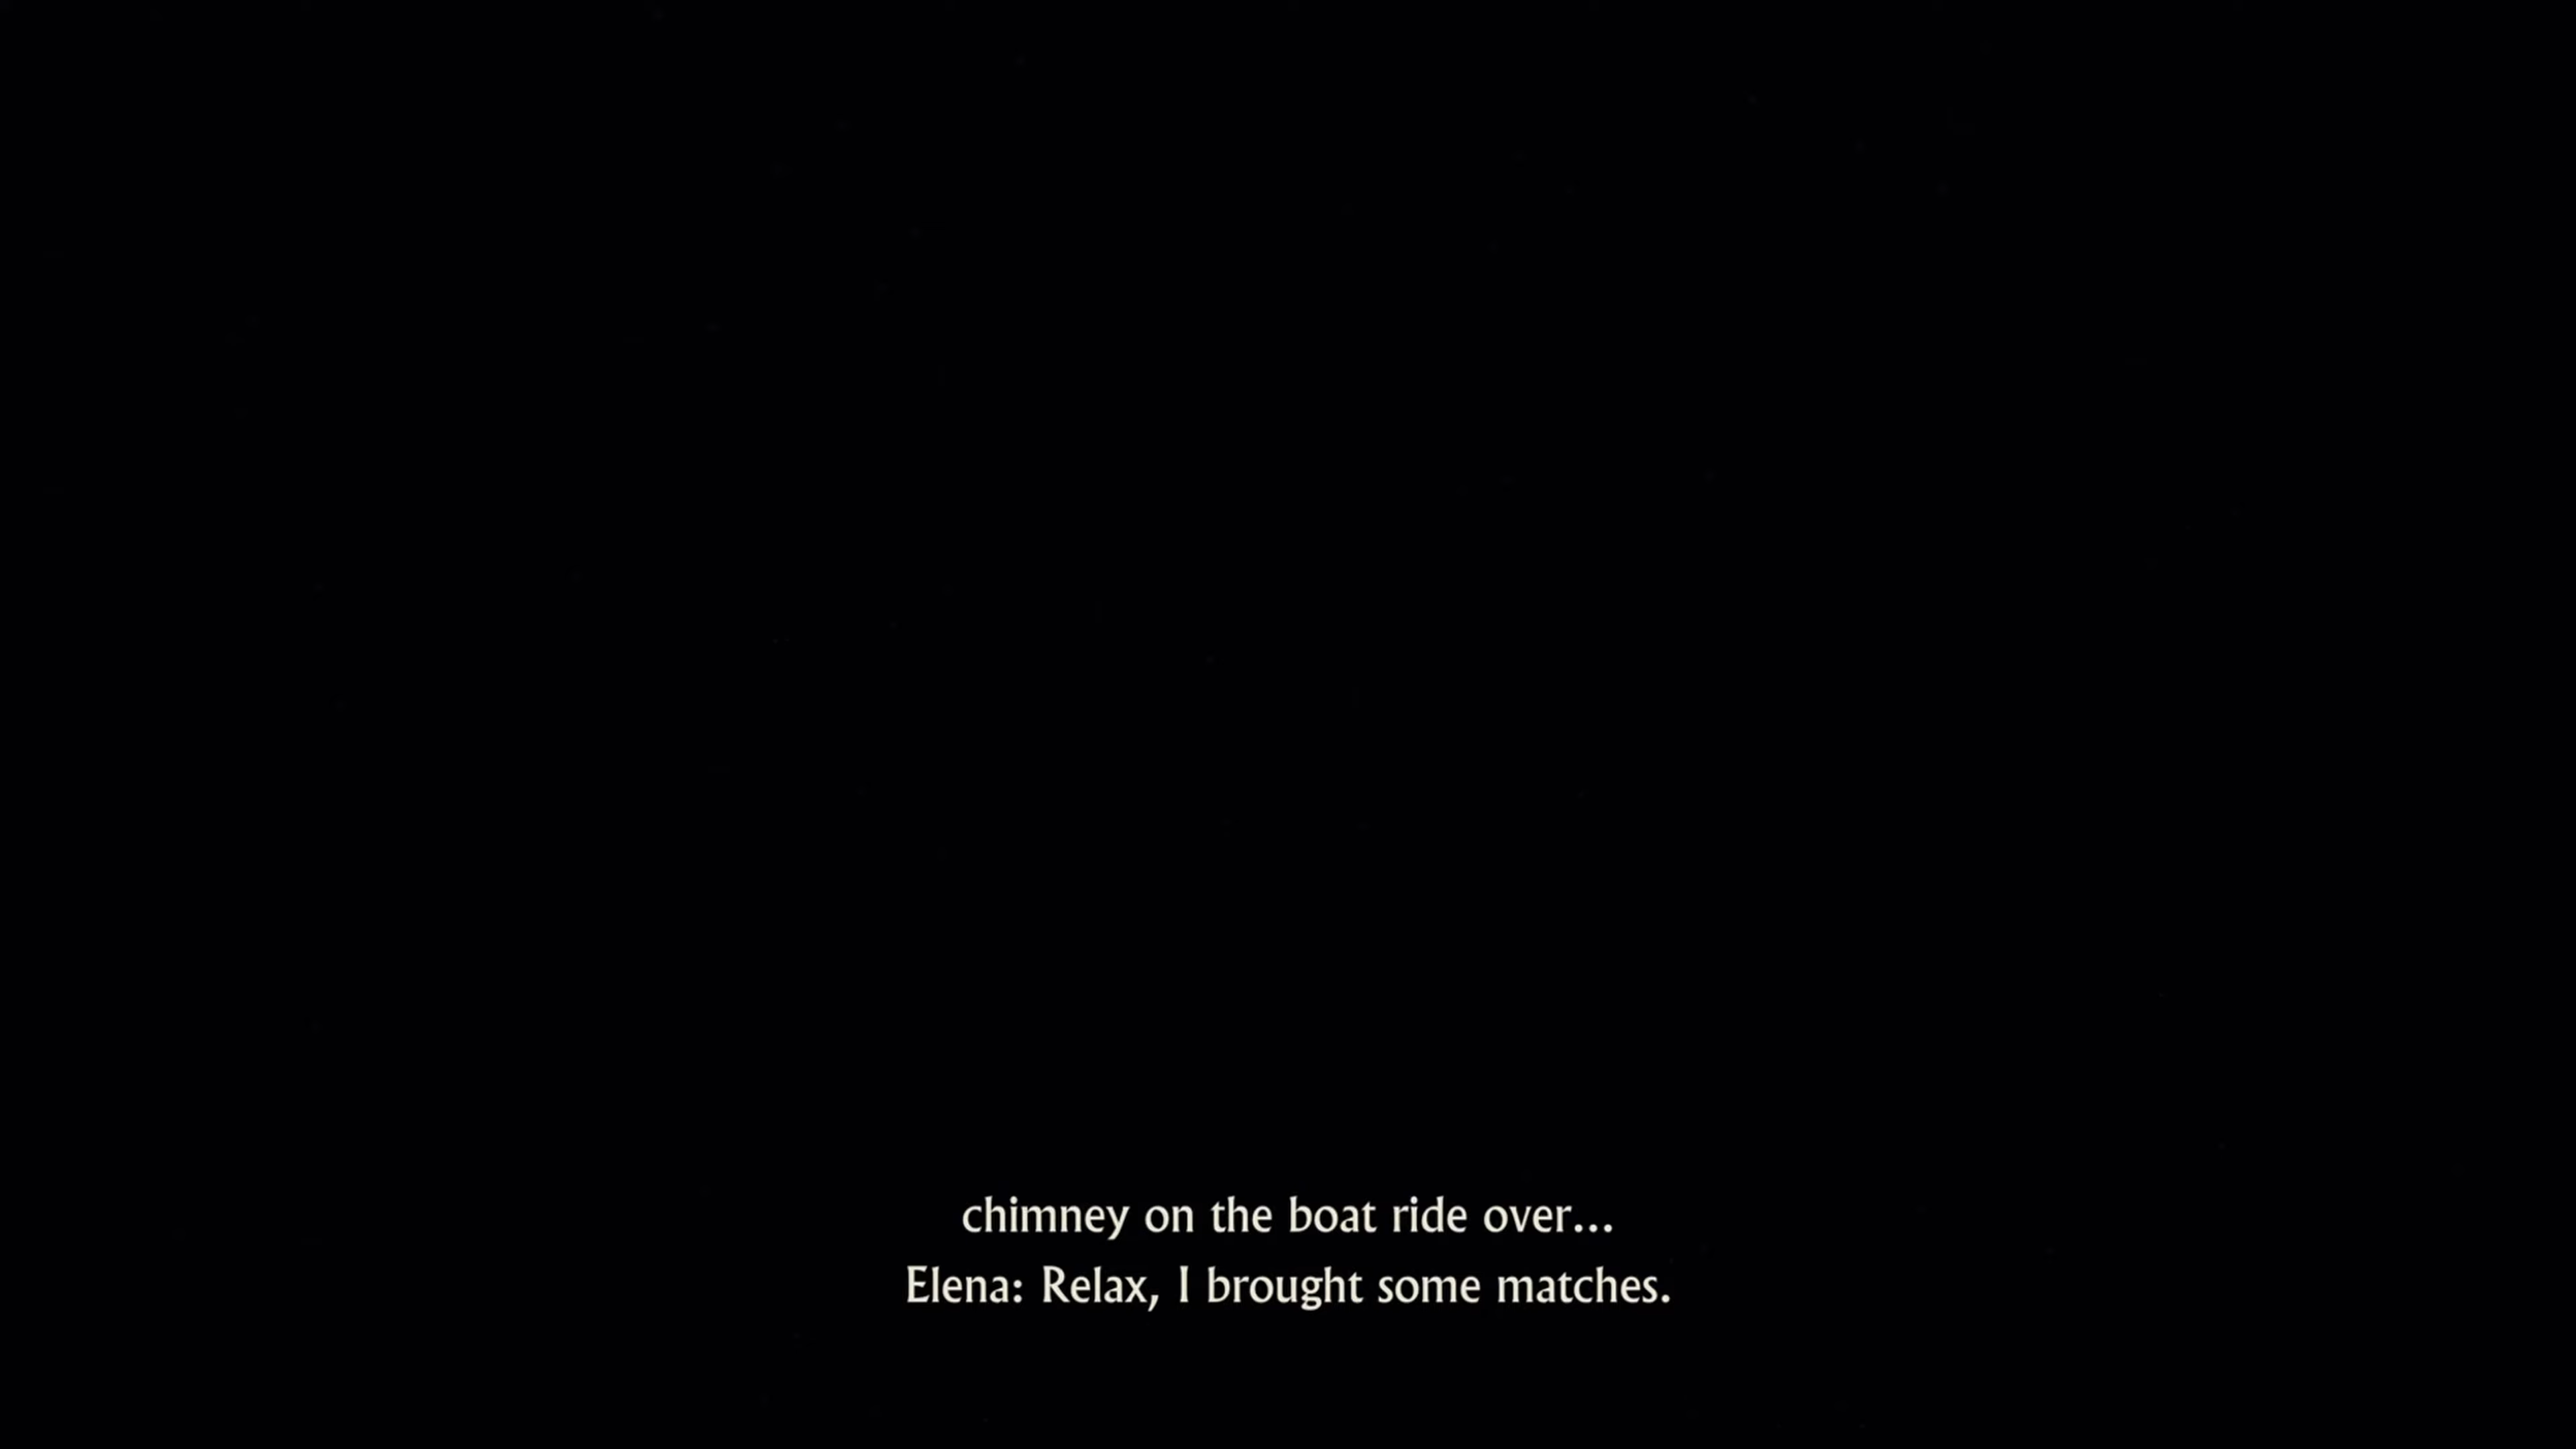 chimney on the boat ride over...
Elena: Relax, I brought some matches.